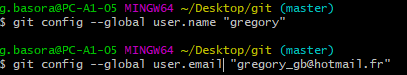 g.basora@PC-A1-05 MINGW64 ~/Desktop/git (master)
$ git config --global user.name "gregory"
g.basora@PC-A1-05 MINGW64 ~/Desktop/git (master)
$ git config --global user.email "gregory_gb@hotmail.fr"